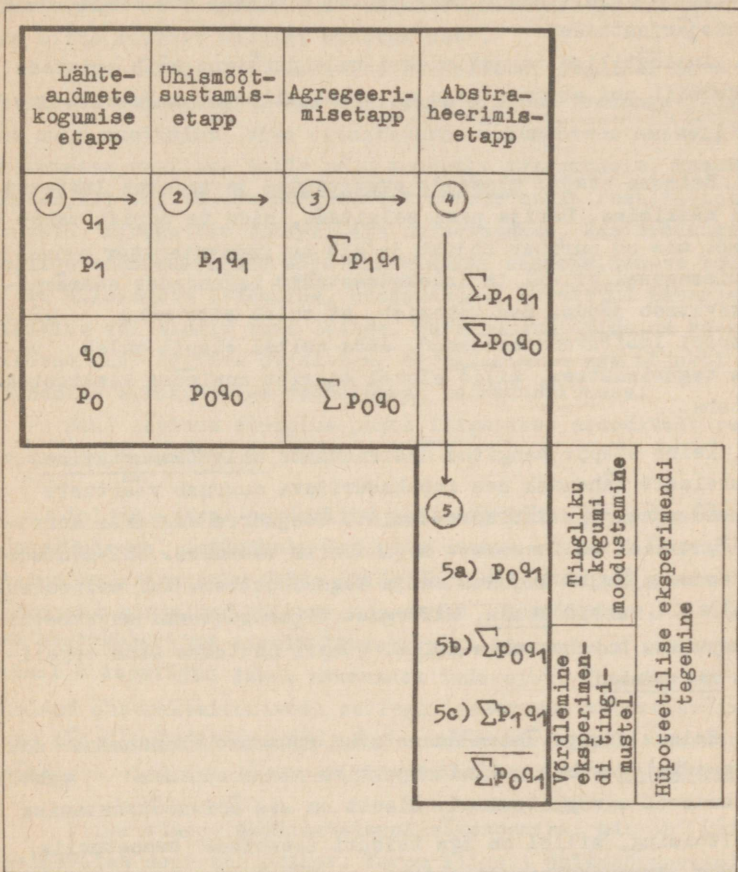 Lähte-
andmete
kogumise
etapp
Ühismõõt-
sustamis-
etapp
Agregeeri-
misetapp
Abstra-
heerimis-
etapp
1 → 2 → 3 → 4
q₁
p₁ p₁q₁ ∑p₁q₁
∑p₁q₁
∑p₀q₀
q₀
p₀ p₀q₀ ∑p₀q₀
5
5a) p₀q₁
5b) ∑p₀q₁
5c) ∑p₁q₁
∑p₀q₁
Tingliku
kogumi
moodustamine
Võrdlemine
eksperimen-
di tingi-
mustel
Hüpoteetilise eksperimendi
tegemine